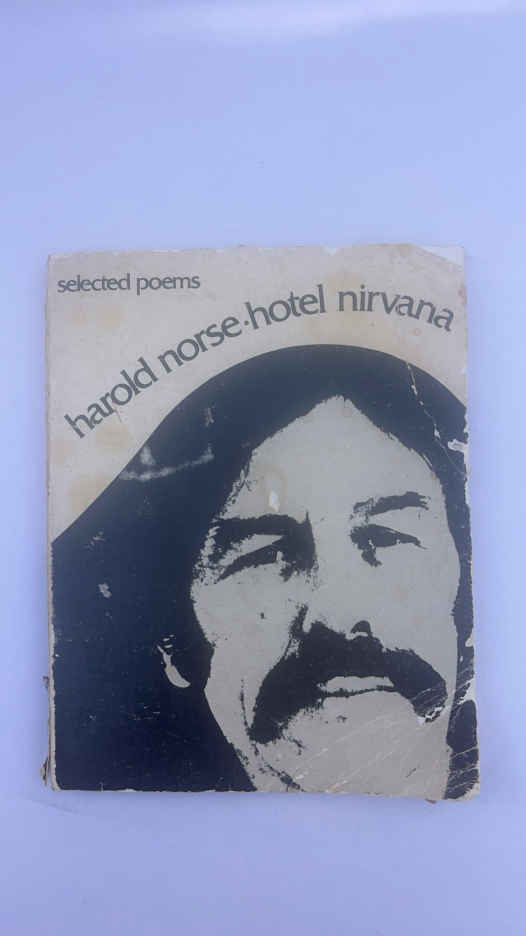 selected poems
harold norse·hotel nirvana